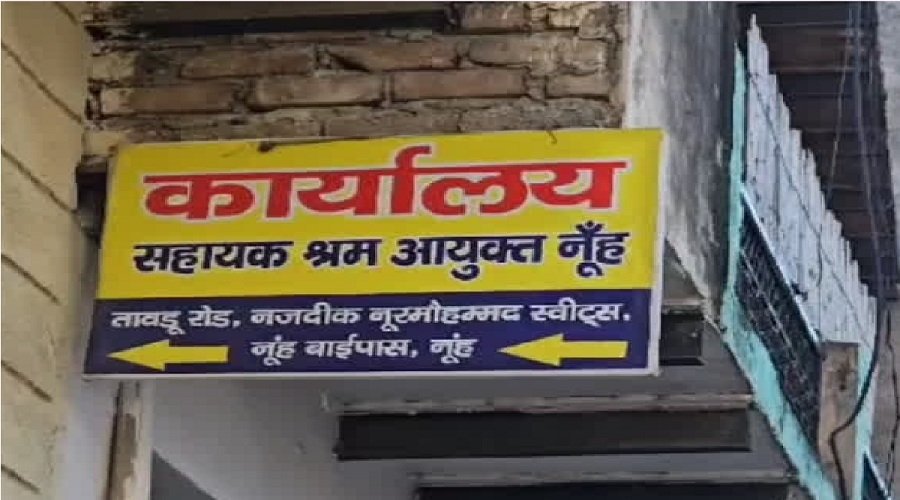 कार्यालय
सहायक श्रम आयुक्त नूँह
तावडू रोड, नजदीक नूरमौहम्मद स्वीट्स,
नूंह बाईपास, नूंह